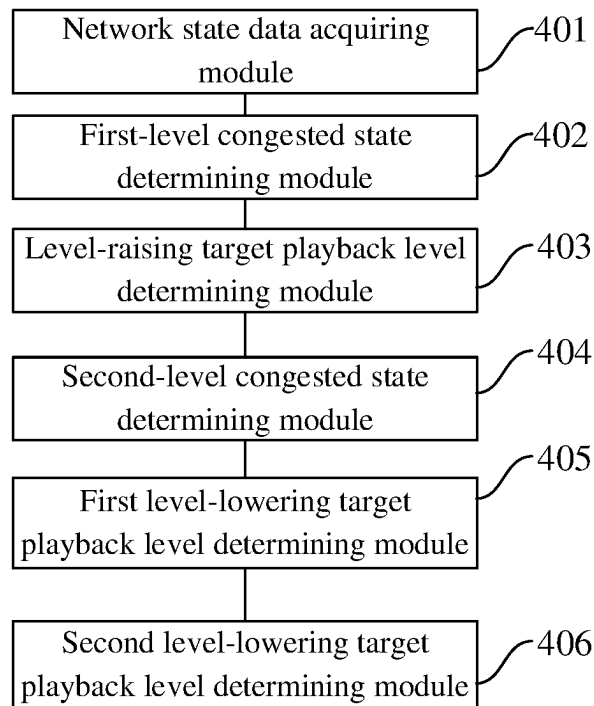 Network state data acquiring
module
401
First-level congested state
determining module
402
Level-raising target playback level
determining module
403
Second-level congested state
determining module
404
First level-lowering target
playback level determining module
405
Second level-lowering target
playback level determining module
406